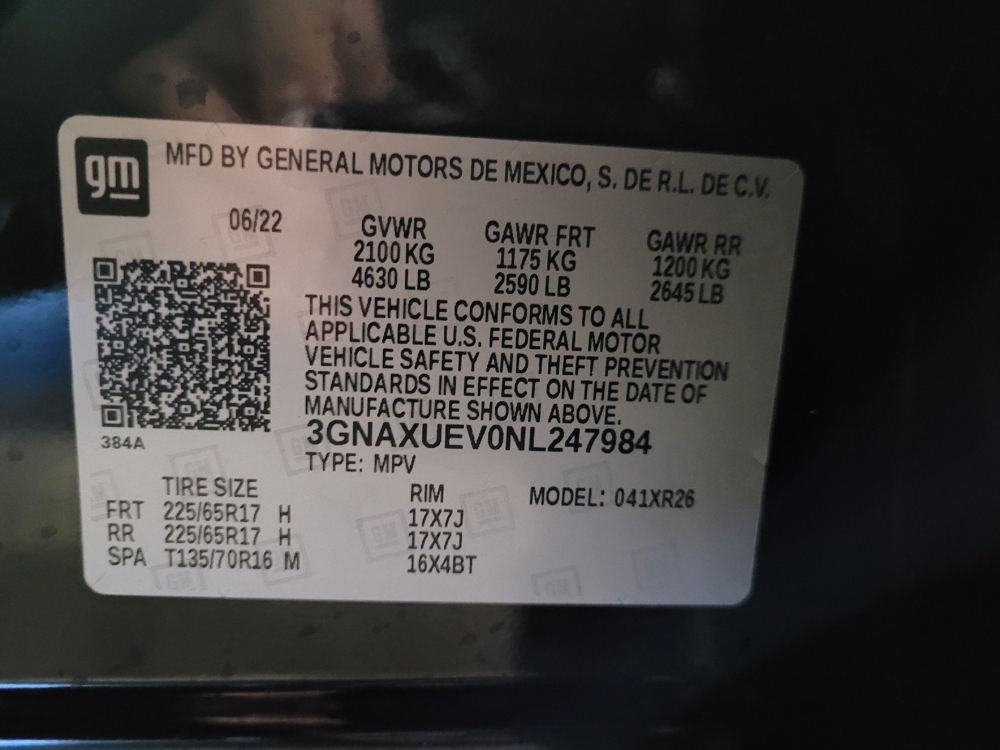 gm
MFD BY GENERAL MOTORS DE MEXICO, S. DE R.L. DE C.V.
06/22 GVWR GAWR FRT GAWR RR
2100 KG 1175 KG 1200 KG
4630 LB 2590 LB 2645 LB
THIS VEHICLE CONFORMS TO ALL
APPLICABLE U.S. FEDERAL MOTOR
VEHICLE SAFETY AND THEFT PREVENTION
STANDARDS IN EFFECT ON THE DATE OF
MANUFACTURE SHOWN ABOVE.
384A
3GNAXUEV0NL247984
TYPE: MPV
TIRE SIZE RIM MODEL: 041XR26
FRT 225/65R17 H 17X7J
RR 225/65R17 H 17X7J
SPA T135/70R16 M 16X4BT